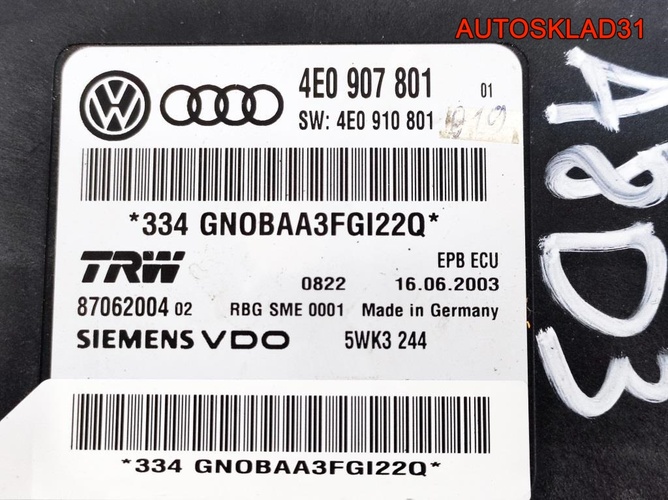 AUTOSKLAD31
4E0 907 801 01
SW: 4E0 910 801 919
*334 GNOBAA3FGI22Q*
TRW EPB ECU
0822 16.06.2003
87062004 02 RBG SME 0001 Made in Germany
SIEMENS VDO 5WK3 244
*334 GNOBAA3FGI22Q*
A8D3